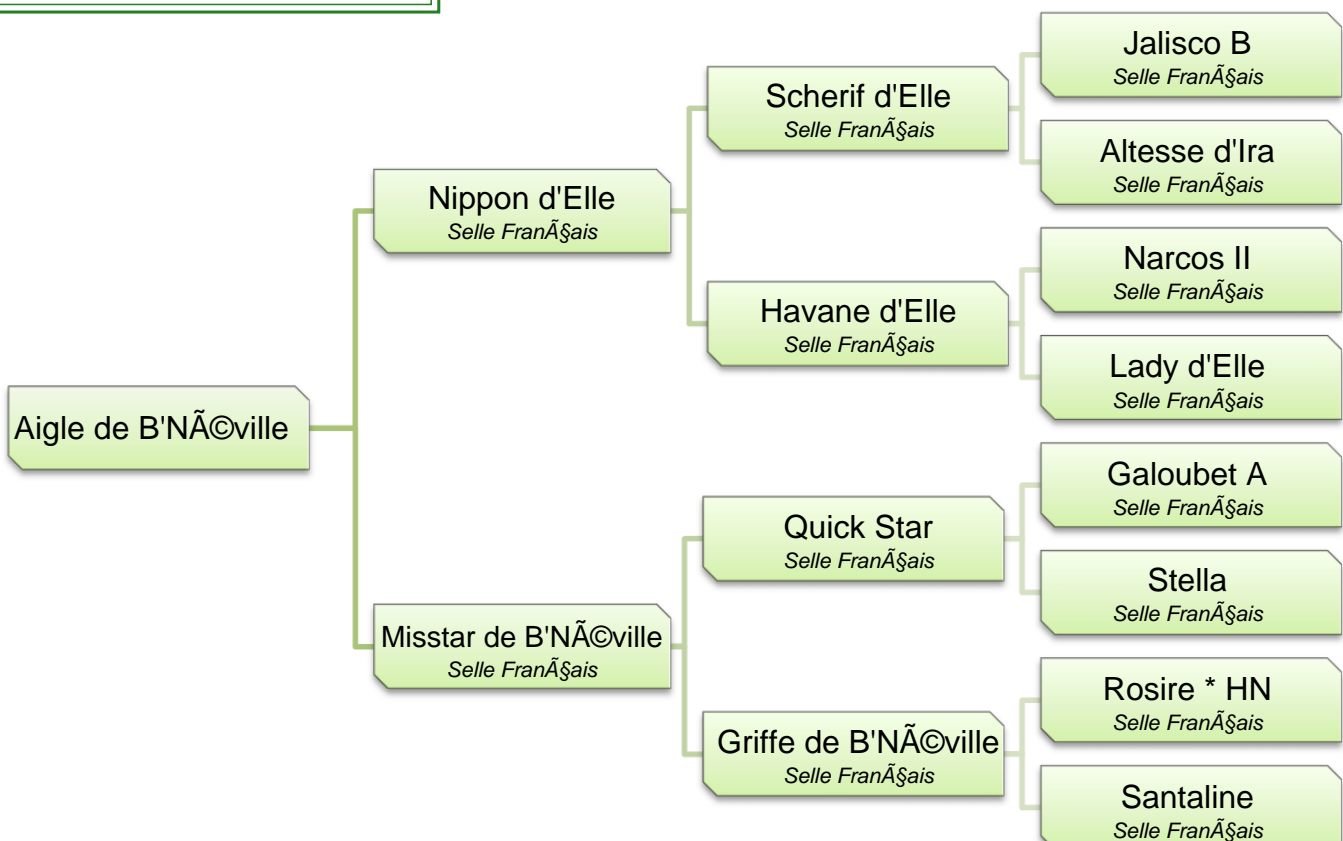 Jalisco B
Selle FranÃ§ais
Scherif d'Elle
Selle FranÃ§ais
Altesse d'Ira
Selle FranÃ§ais
Nippon d'Elle
Selle FranÃ§ais
Narcos II
Selle FranÃ§ais
Havane d'Elle
Selle FranÃ§ais
Lady d'Elle
Selle FranÃ§ais
Aigle de B'NÃ©ville
Galoubet A
Selle FranÃ§ais
Quick Star
Selle FranÃ§ais
Stella
Selle FranÃ§ais
Misstar de B'NÃ©ville
Selle FranÃ§ais
Rosire * HN
Selle FranÃ§ais
Griffe de B'NÃ©ville
Selle FranÃ§ais
Santaline
Selle FranÃ§ais